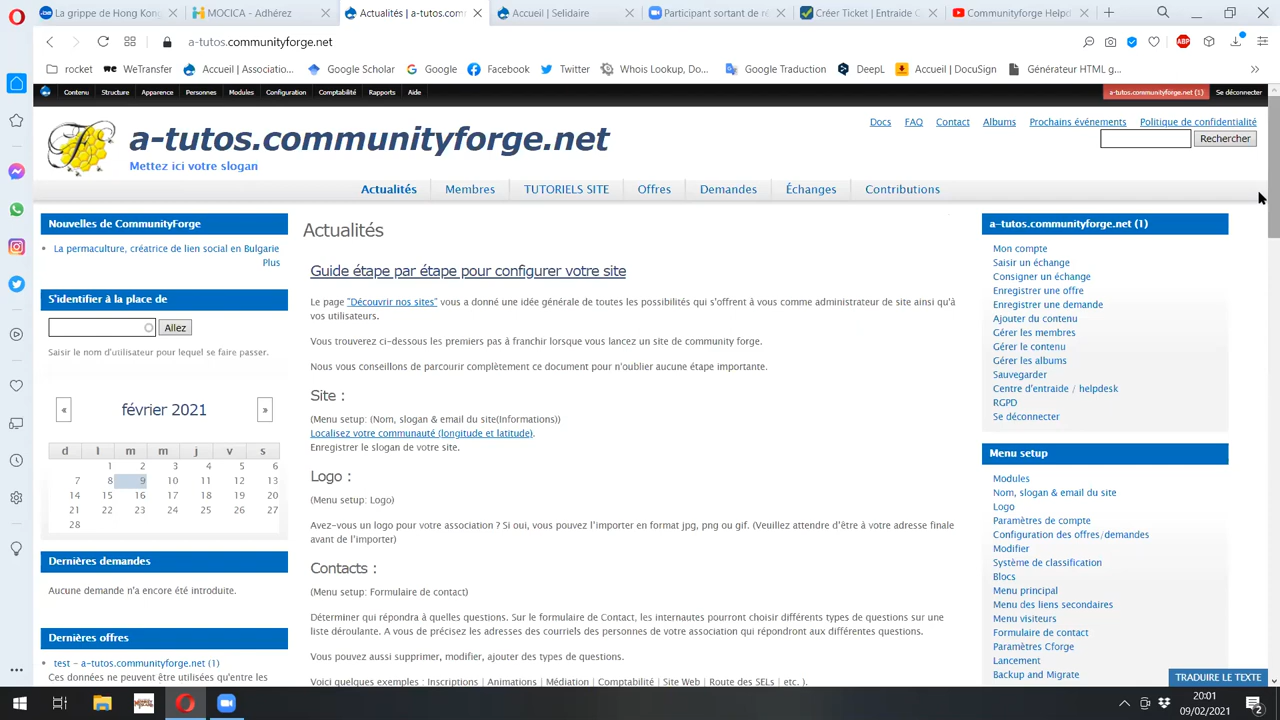 La grippe de Hong Kong
MOCICA - Adhérez
Actualités | a-tutos.com
Accueil | Selidaire
Participant sortant de ré
Créer Ticket | Entraide C
Communityforge Helpd
a-tutos.communityforge.net
rocket
WeTransfer
Accueil | Associatio...
Google Scholar
Google
Facebook
Twitter
Whois Lookup, Do...
Google Traduction
DeepL
Accueil | DocuSign
Générateur HTML g...
Contenu
Structure
Apparence
Personnes
Modules
Configuration
Comptabilité
Rapports
Aide
a-tutos.communityforge.net (1)
Se déconnecter
a-tutos.communityforge.net
Mettez ici votre slogan
Docs
FAQ
Contact
Albums
Prochains événements
Politique de confidentialité
Rechercher
Actualités
Membres
TUTORIELS SITE
Offres
Demandes
Échanges
Contributions
Nouvelles de CommunityForge
La permaculture, créatrice de lien social en Bulgarie
Plus
S'identifier à la place de
Allez
Saisir le nom d'utilisateur pour lequel se faire passer.
«
février 2021
»
d l m m j v s
1 2 3 4 5 6
7 8 9 10 11 12 13
14 15 16 17 18 19 20
21 22 23 24 25 26 27
28
Dernières demandes
Aucune demande n'a encore été introduite.
Dernières offres
test - a-tutos.communityforge.net (1)
Ces données ne peuvent être utilisées qu'entre les
Actualités
Guide étape par étape pour configurer votre site
Le page "Découvrir nos sites" vous a donné une idée générale de toutes les possibilités qui s'offrent à vous comme administrateur de site ainsi qu'à
vos utilisateurs.
Vous trouverez ci-dessous les premiers pas à franchir lorsque vous lancez un site de community forge.
Nous vous conseillons de parcourir complètement ce document pour n'oublier aucune étape importante.
Site :
(Menu setup: (Nom, slogan & email du site(Informations))
Localisez votre communauté (longitude et latitude).
Enregistrer le slogan de votre site.
Logo :
(Menu setup: Logo)
Avez-vous un logo pour votre association ? Si oui, vous pouvez l'importer en format jpg, png ou gif. (Veuillez attendre d'être à votre adresse finale
avant de l'importer)
Contacts :
(Menu setup: Formulaire de contact)
Déterminer qui répondra à quelles questions. Sur le formulaire de Contact, les internautes pourront choisir différents types de questions sur une
liste déroulante. A vous de précisez les adresses des courriels des personnes de votre association qui répondront aux différentes questions.
Vous pouvez aussi supprimer, modifier, ajouter des types de questions.
Voici quelques exemples : Inscriptions | Animations | Médiation | Comptabilité | Site Web | Route des SELs | etc. ).
a-tutos.communityforge.net (1)
Mon compte
Saisir un échange
Consigner un échange
Enregistrer une offre
Enregistrer une demande
Ajouter du contenu
Gérer les membres
Gérer le contenu
Gérer les albums
Sauvegarder
Centre d'entraide / helpdesk
RGPD
Se déconnecter
Menu setup
Modules
Nom, slogan & email du site
Logo
Paramètres de compte
Configuration des offres/demandes
Modifier
Système de classification
Blocs
Menu principal
Menu des liens secondaires
Menu visiteurs
Formulaire de contact
Paramètres Cforge
Lancement
Backup and Migrate
TRADUIRE LE TEXTE
20:01
09/02/2021
2